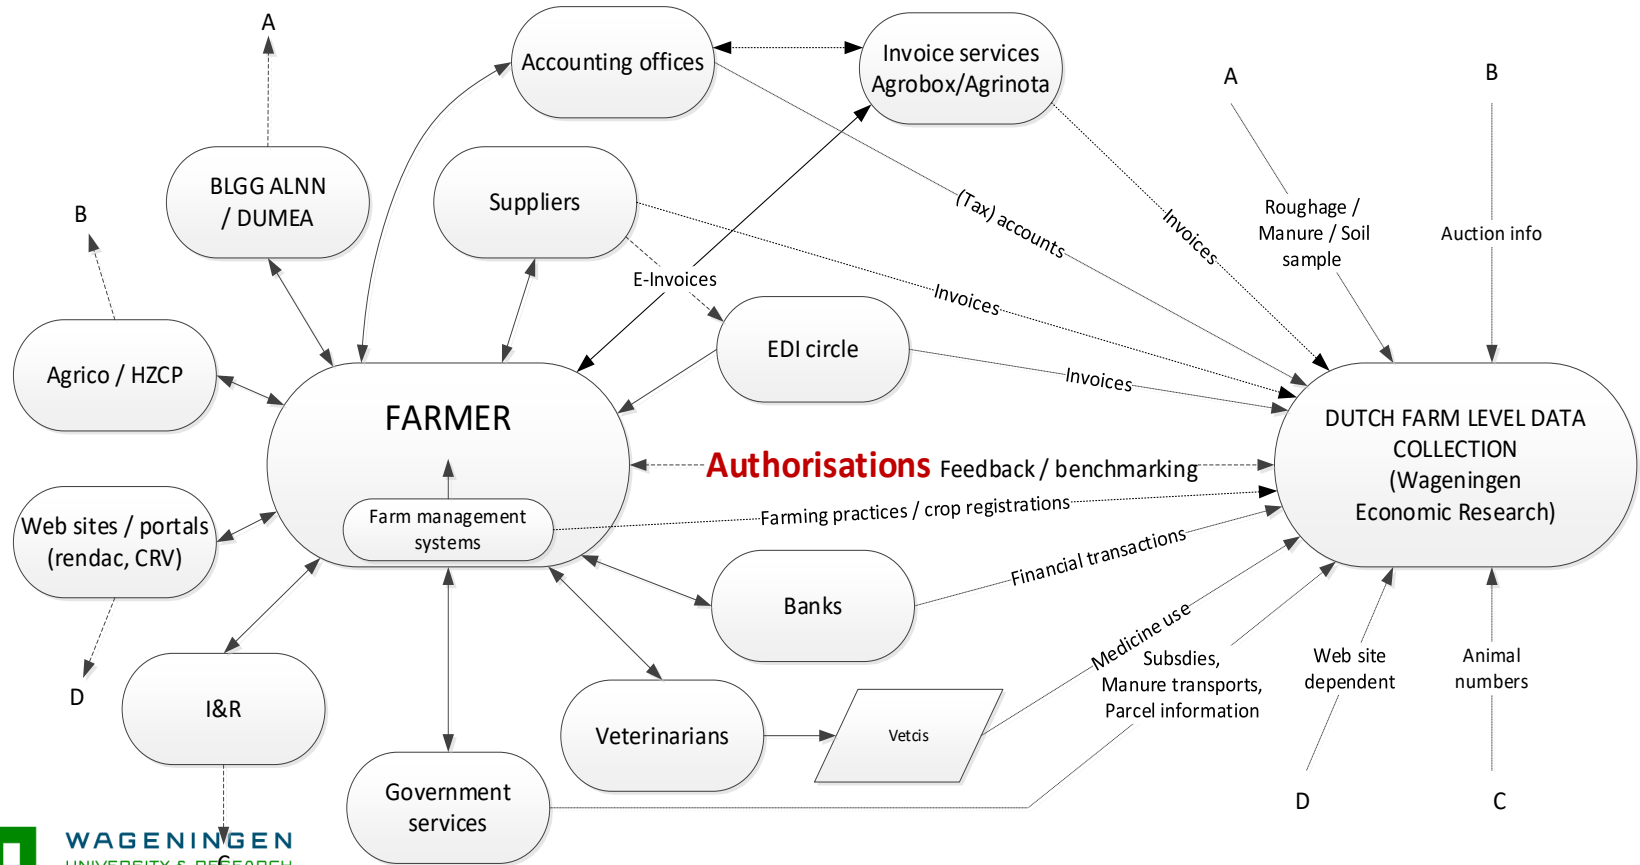 A
Accounting offices
Invoice services
Agrobox/Agrinota
A
B
BLGG ALNN
/ DUMEA
Suppliers
(Tax) accounts
Invoices
Roughage /
Manure / Soil
sample
Auction info
B
E-Invoices
Invoices
EDI circle
Invoices
Agrico / HZCP
FARMER
DUTCH FARM LEVEL DATA
COLLECTION
(Wageningen
Economic Research)
Authorisations Feedback / benchmarking
Farm management
systems
Farming practices / crop registrations
Web sites / portals
(rendac, CRV)
Financial transactions
Banks
Medicine use
Subsdies,
Manure transports,
Parcel information
Web site
dependent
Animal
numbers
D
I&R
Veterinarians
Vetcis
Government
services
D
C
WAGENINGEN
UNIVERSITY & RESEARCH
C